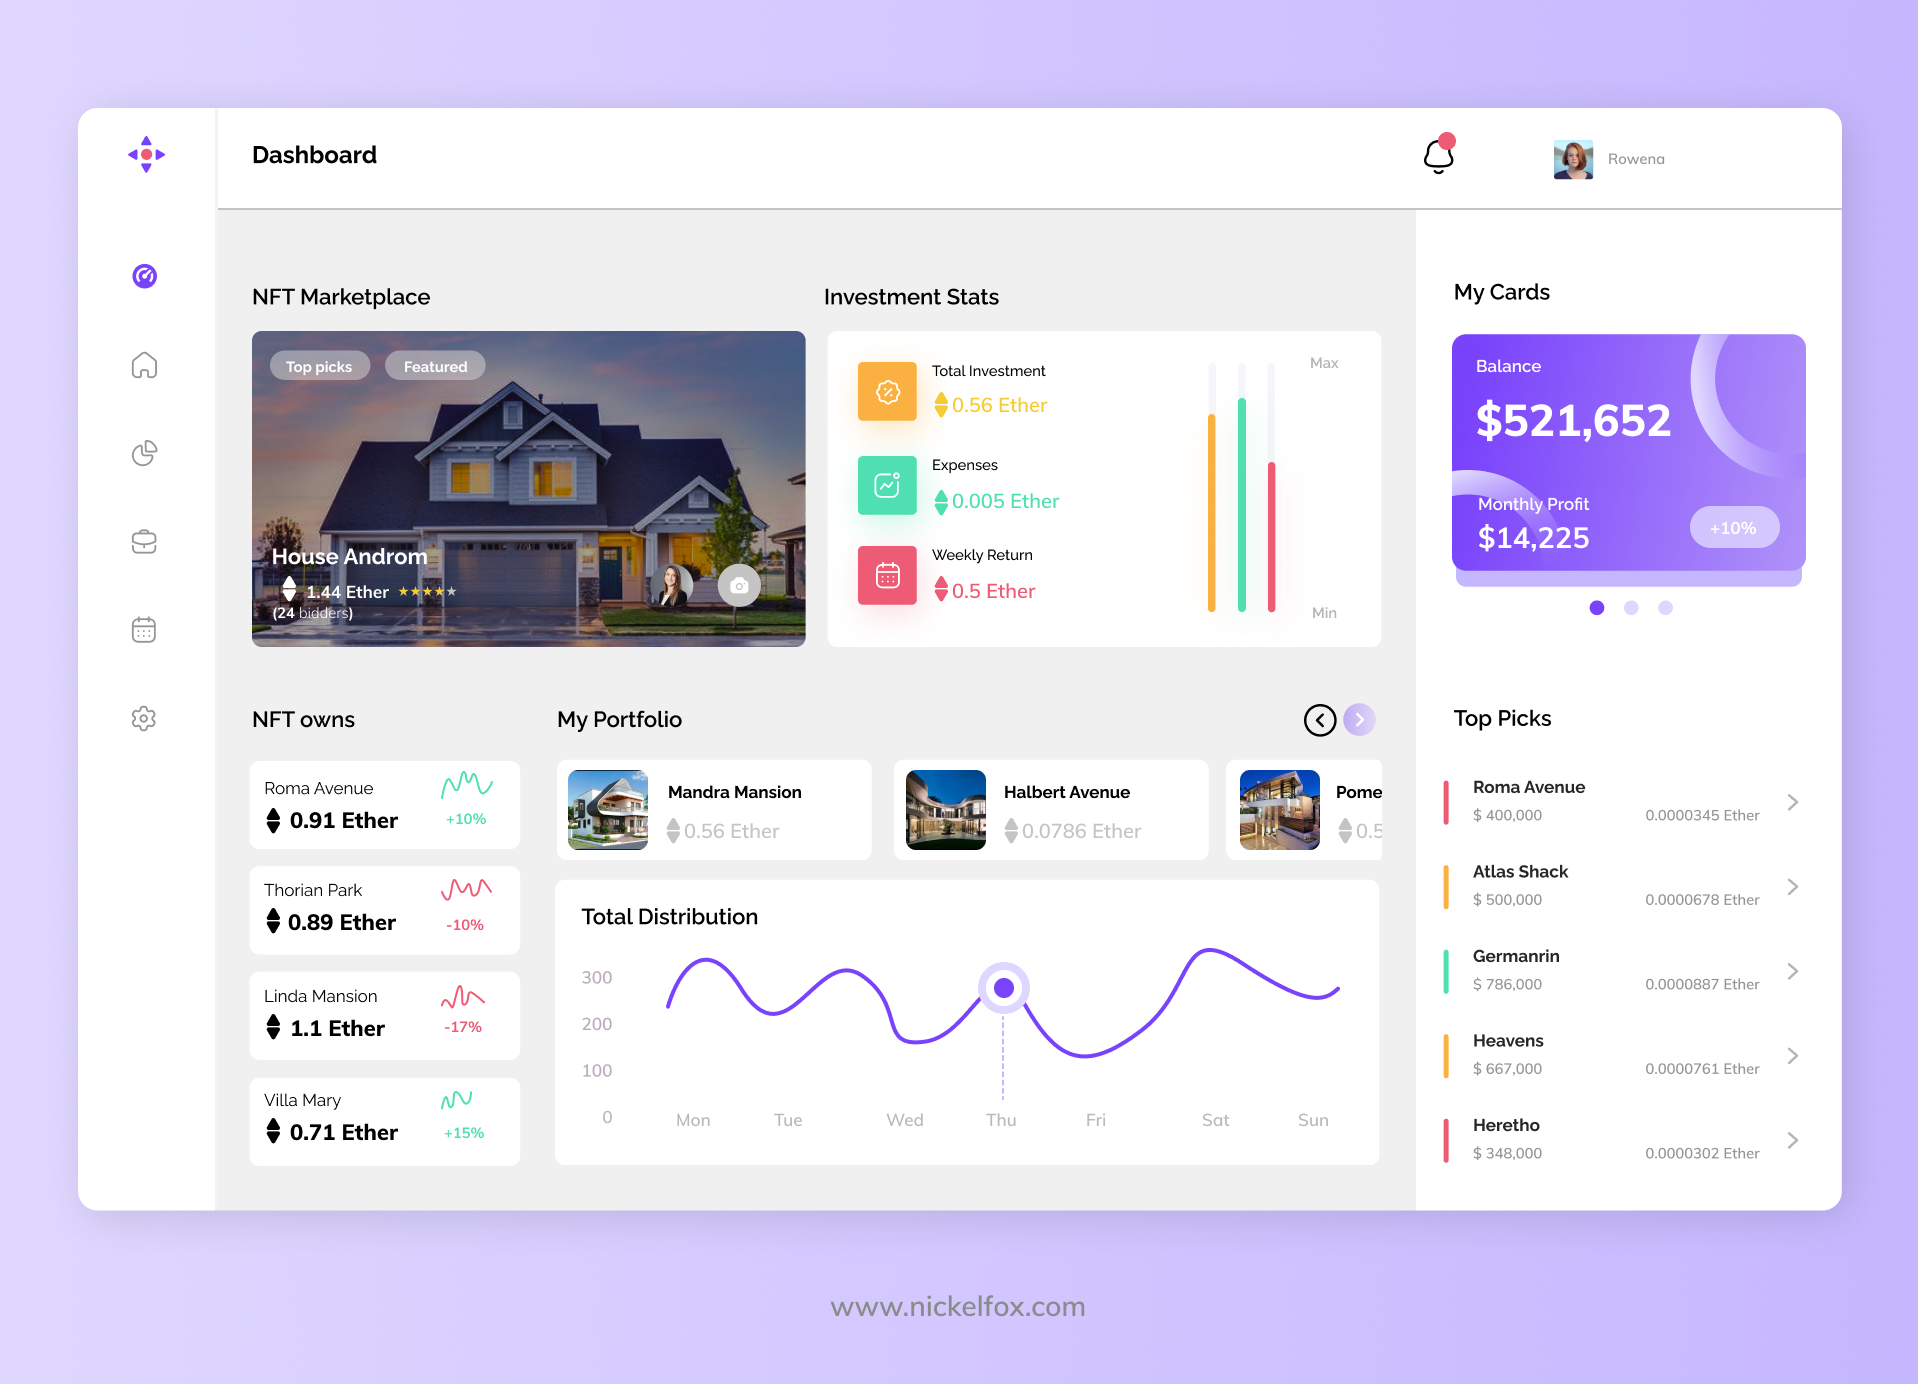 Dashboard
Rowena
NFT Marketplace
Top picks
Featured
House Androm
1.44 Ether
(24 bidders)
Investment Stats
Total Investment
0.56 Ether
Expenses
0.005 Ether
Weekly Return
0.5 Ether
Max
Min
My Cards
Balance
$521,652
Monthly Profit
$14,225
+10%
NFT owns
Roma Avenue
0.91 Ether
+10%
Thorian Park
0.89 Ether
-10%
Linda Mansion
1.1 Ether
-17%
Villa Mary
0.71 Ether
+15%
My Portfolio
Mandra Mansion
0.56 Ether
Halbert Avenue
0.0786 Ether
Pome
0.5
Total Distribution
300
200
100
0
Mon Tue Wed Thu Fri Sat Sun
Top Picks
Roma Avenue
$ 400,000 0.0000345 Ether
Atlas Shack
$ 500,000 0.0000678 Ether
Germanrin
$ 786,000 0.0000887 Ether
Heavens
$ 667,000 0.0000761 Ether
Heretho
$ 348,000 0.0000302 Ether
www.nickelfox.com